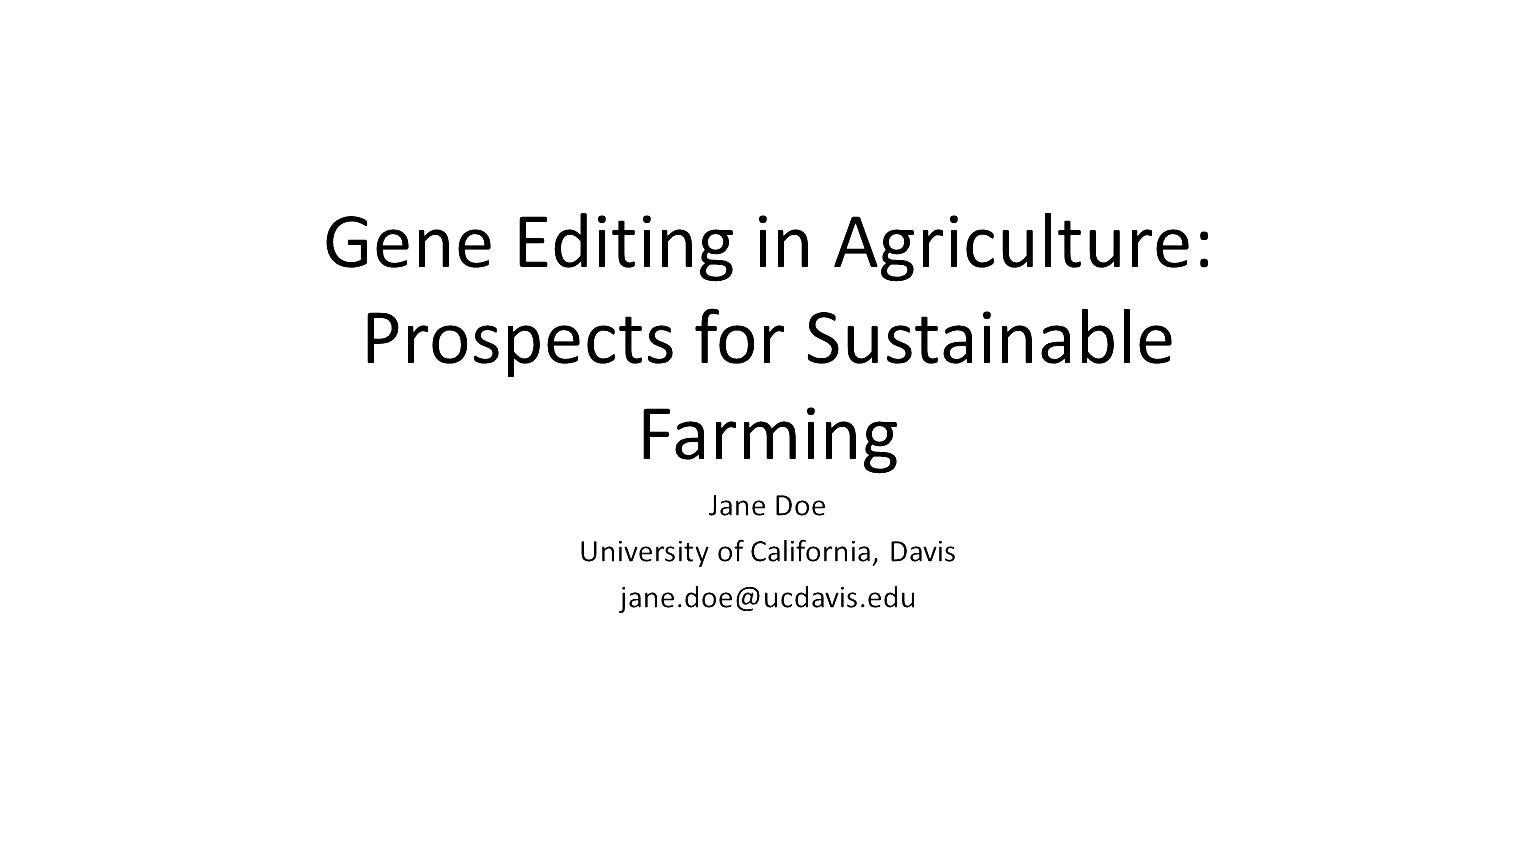 Gene Editing in Agriculture:
Prospects for Sustainable
Farming
Jane Doe
University of California, Davis
jane.doe@ucdavis.edu